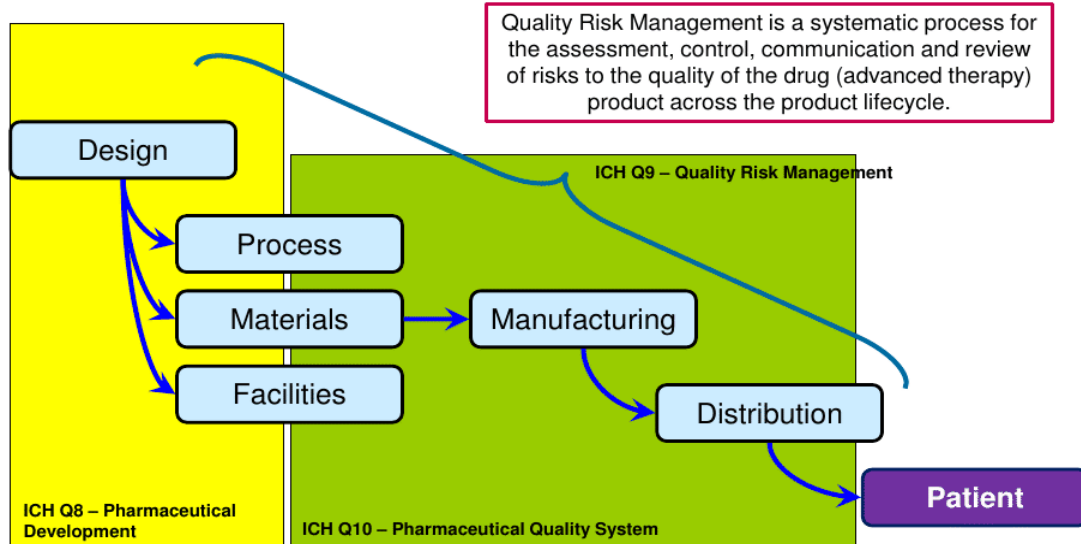 Quality Risk Management is a systematic process for
the assessment, control, communication and review
of risks to the quality of the drug (advanced therapy)
product across the product lifecycle.
Design
ICH Q9 – Quality Risk Management
Process
Materials
Manufacturing
Facilities
Distribution
Patient
ICH Q8 – Pharmaceutical
Development
ICH Q10 – Pharmaceutical Quality System